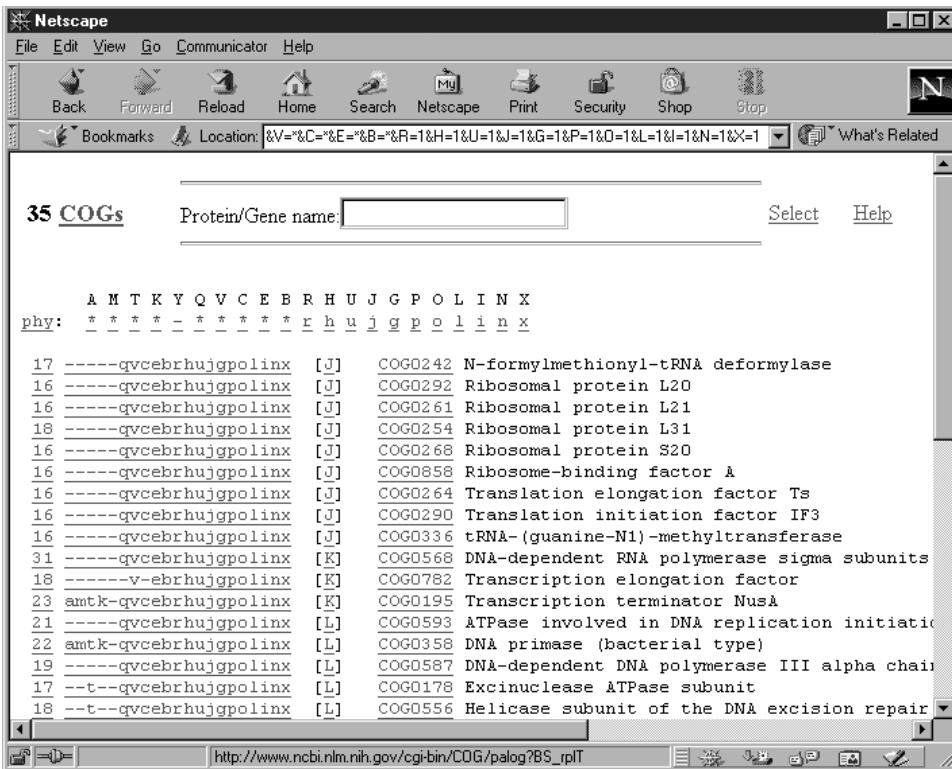 Netscape
File Edit View Go Communicator Help
Back Forward Reload Home Search Netscape Print Security Shop Stop
My
N
Bookmarks Location: &V=*&C=*&E=*&B=*&R=1&H=1&U=1&J=1&G=1&P=1&O=1&L=1&I=1&N=1&X=1 What's Related
35 COGs Protein/Gene name: Select Help
A M T K Y Q V C E B R H U J G P O L I N X
phy: * * * * - * * * * * r h u j g p o l i n x
17 -----qvcebrhujgpolinx [J] COG0242 N-formylmethionyl-tRNA deformylase
16 -----qvcebrhujgpolinx [J] COG0292 Ribosomal protein L20
16 -----qvcebrhujgpolinx [J] COG0261 Ribosomal protein L21
18 -----qvcebrhujgpolinx [J] COG0254 Ribosomal protein L31
16 -----qvcebrhujgpolinx [J] COG0268 Ribosomal protein S20
16 -----qvcebrhujgpolinx [J] COG0858 Ribosome-binding factor A
16 -----qvcebrhujgpolinx [J] COG0264 Translation elongation factor Ts
16 -----qvcebrhujgpolinx [J] COG0290 Translation initiation factor IF3
16 -----qvcebrhujgpolinx [J] COG0336 tRNA-(guanine-N1)-methyltransferase
31 -----qvcebrhujgpolinx [K] COG0568 DNA-dependent RNA polymerase sigma subunits
18 ------v-ebrhujgpolinx [K] COG0782 Transcription elongation factor
23 amtk-qvcebrhujgpolinx [K] COG0195 Transcription terminator NusA
21 -----qvcebrhujgpolinx [L] COG0593 ATPase involved in DNA replication initiatio
22 amtk-qvcebrhujgpolinx [L] COG0358 DNA primase (bacterial type)
19 -----qvcebrhujgpolinx [L] COG0587 DNA-dependent DNA polymerase III alpha chain
17 --t--qvcebrhujgpolinx [L] COG0178 Excinuclease ATPase subunit
18 --t--qvcebrhujgpolinx [L] COG0556 Helicase subunit of the DNA excision repair
http://www.ncbi.nlm.nih.gov/cgi-bin/COG/palog?BS_rplT